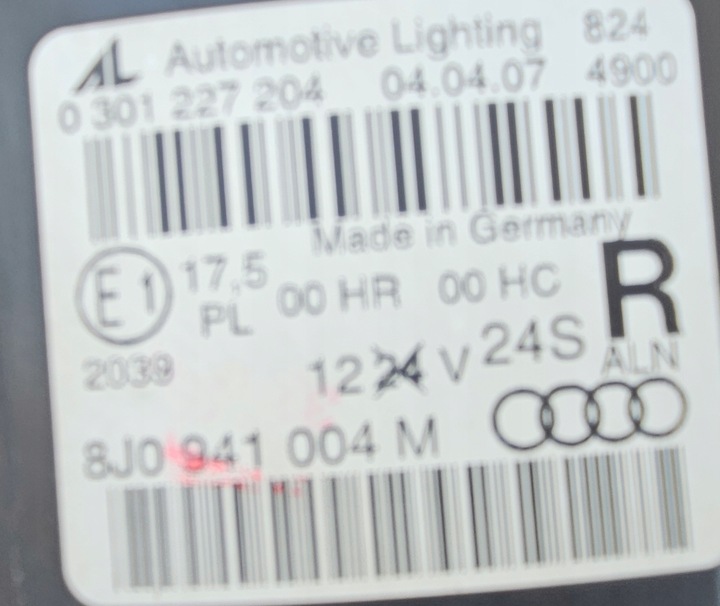 AL Automotive Lighting 824
0 301 227 204 04.04.07 4900
Made in Germany
E1 17,5 00 HR 00 HC R
PL
2039 12 24 V 24S ALN
8J0 941 004 M